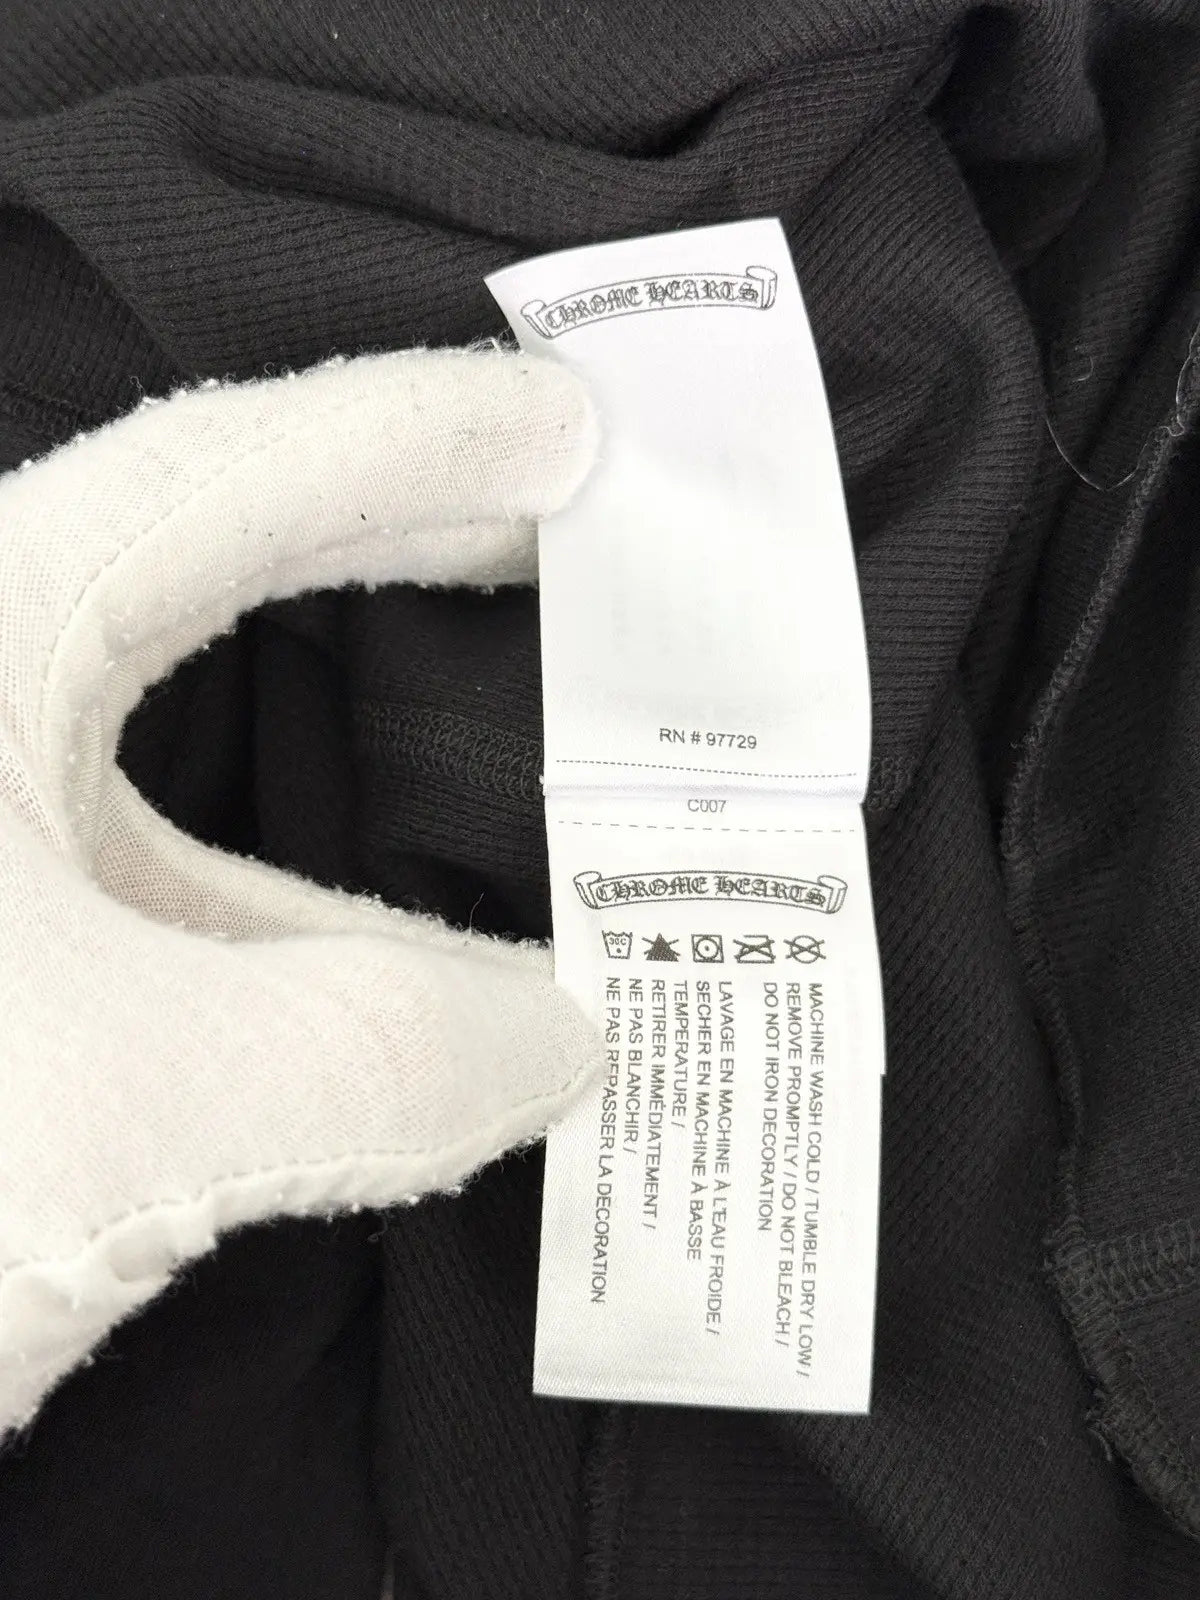 CHROME HEARTS
RN # 97729
C007
CHROME HEARTS
30C
MACHINE WASH COLD / TUMBLE DRY LOW /
REMOVE PROMPTLY / DO NOT BLEACH /
DO NOT IRON DECORATION
LAVAGE EN MACHINE À L'EAU FROIDE /
SECHER EN MACHINE À BASSE
TEMPERATURE /
RETIRER IMMÉDIATEMENT /
NE PAS BLANCHIR /
NE PAS REPASSER LA DECORATION